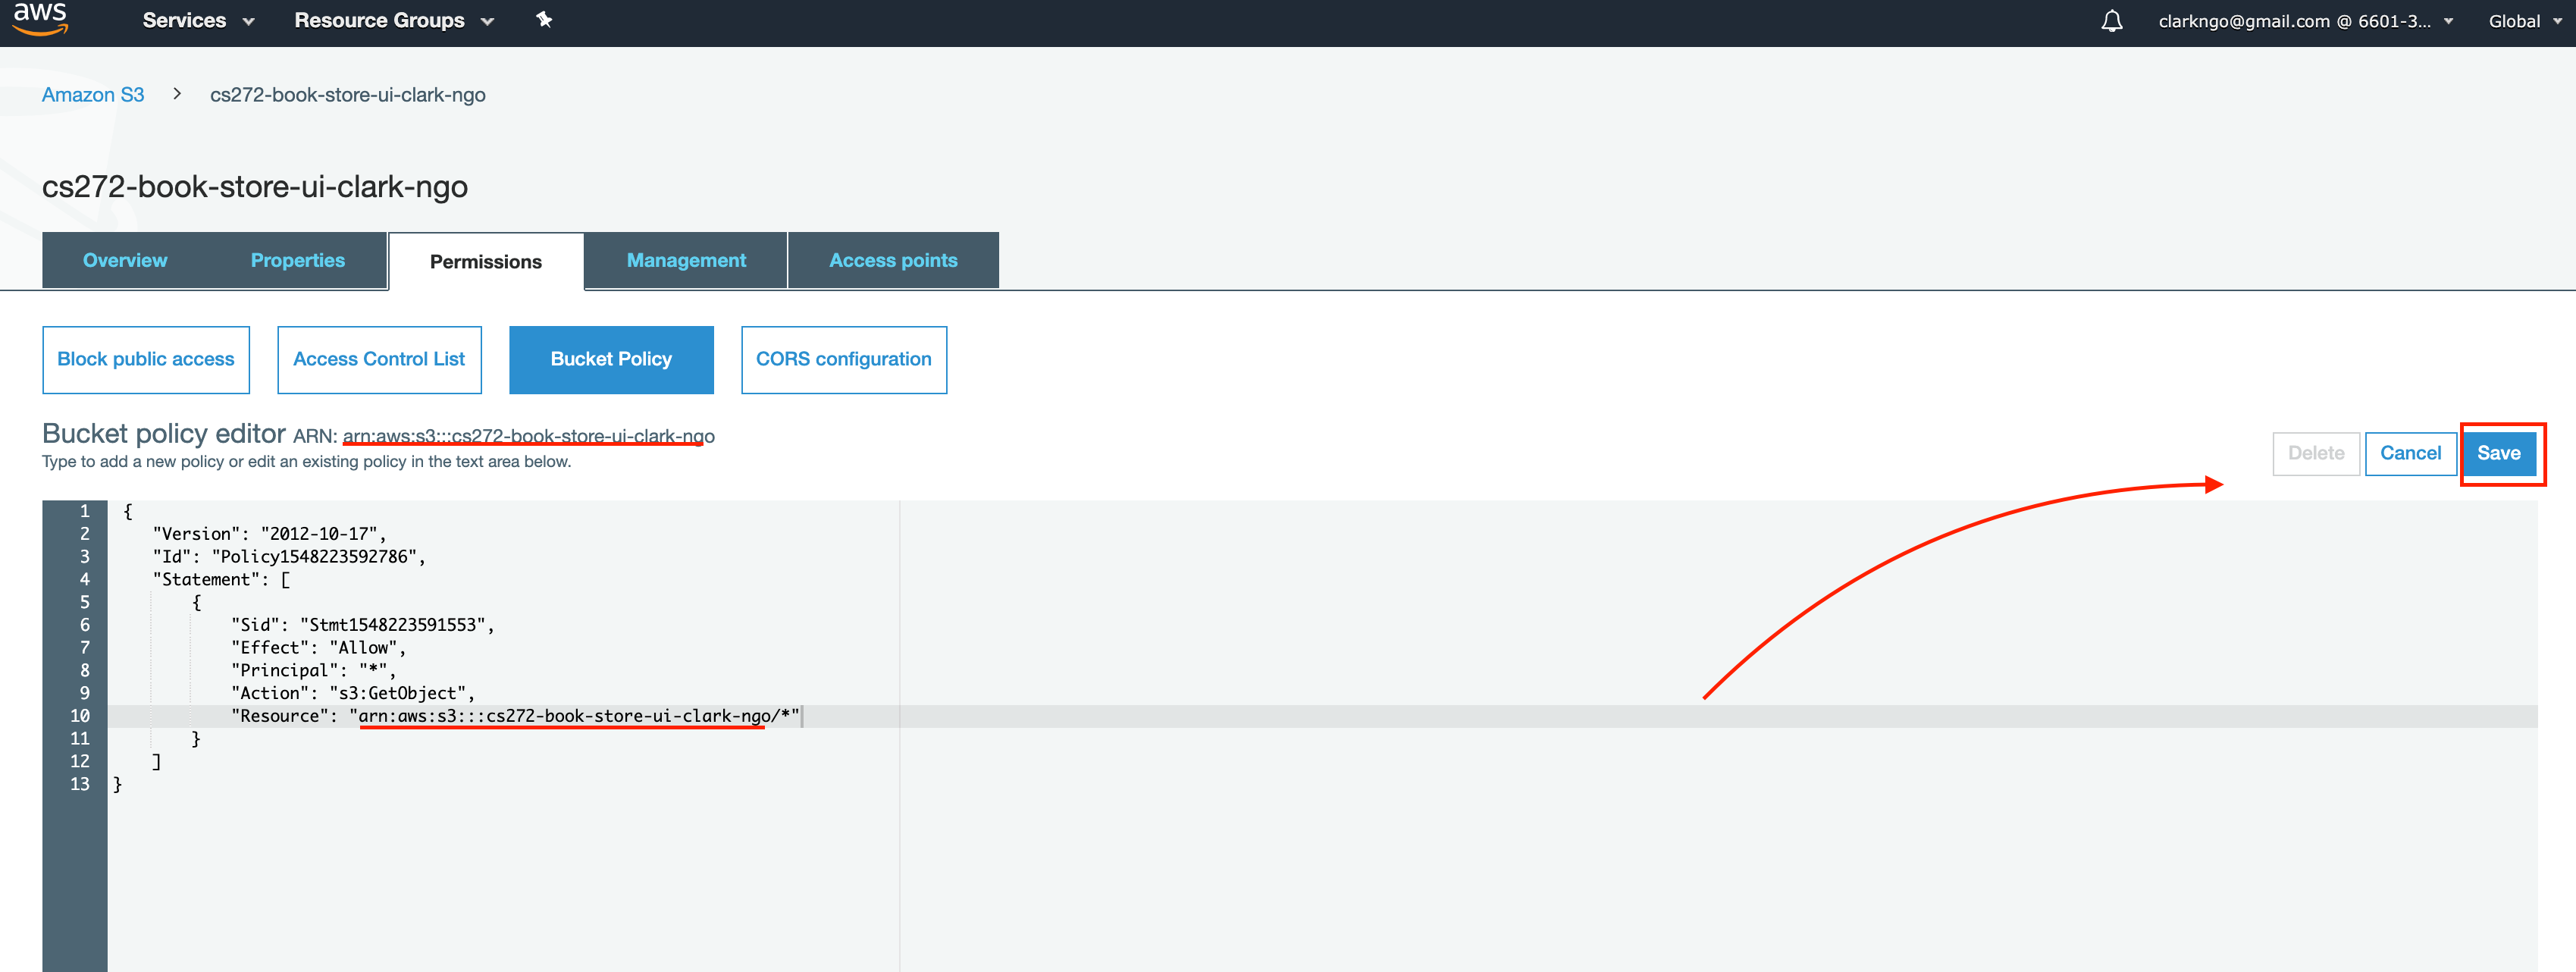 aws Services Resource Groups clarkngo@gmail.com @ 6601-3... Global
Amazon S3 > cs272-book-store-ui-clark-ngo
cs272-book-store-ui-clark-ngo
Overview Properties Permissions Management Access points
Block public access Access Control List Bucket Policy CORS configuration
Bucket policy editor ARN: arn:aws:s3:::cs272-book-store-ui-clark-ngo
Type to add a new policy or edit an existing policy in the text area below.
Delete Cancel Save
1 {
2 "Version": "2012-10-17",
3 "Id": "Policy1548223592786",
4 "Statement": [
5 {
6 "Sid": "Stmt1548223591553",
7 "Effect": "Allow",
8 "Principal": "*",
9 "Action": "s3:GetObject",
10 "Resource": "arn:aws:s3:::cs272-book-store-ui-clark-ngo/*"
11 }
12 ]
13 }